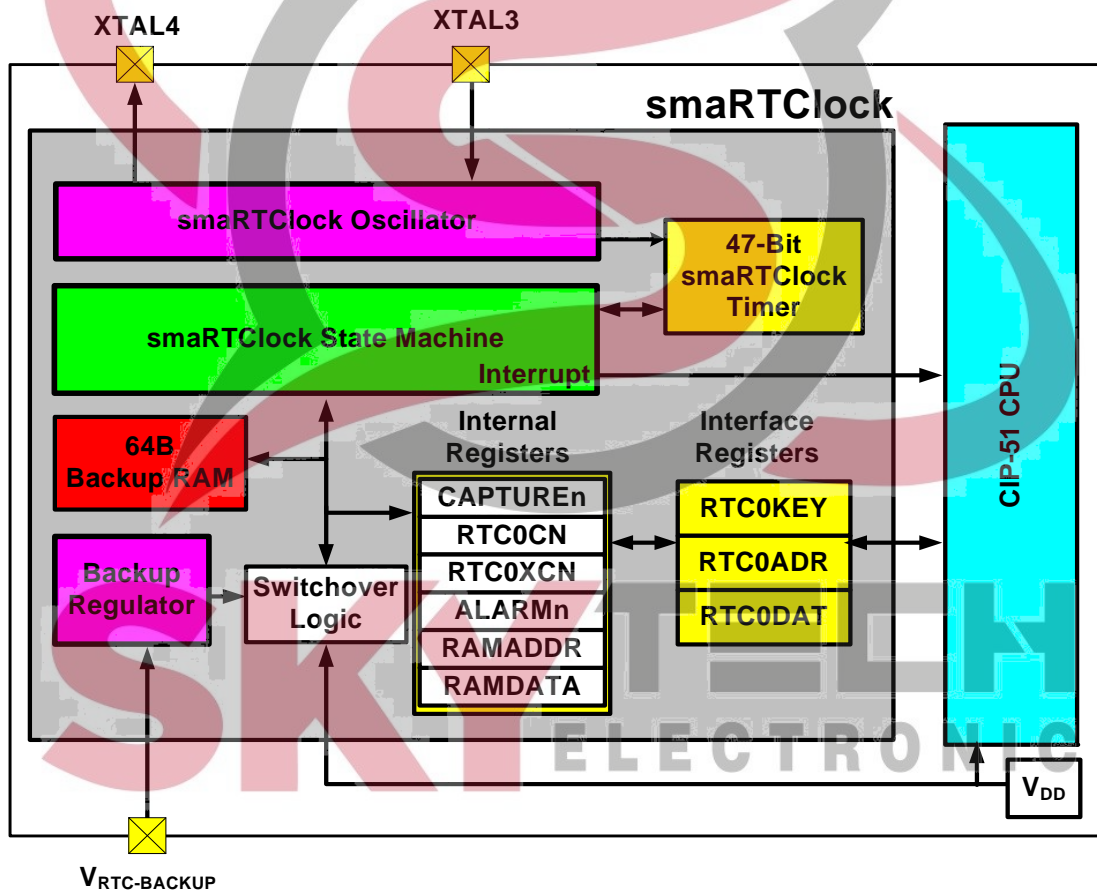 XTAL4
XTAL3
smaRTClock
smaRTClock Oscillator
47-Bit
smaRTClock
Timer
smaRTClock State Machine
Interrupt
CIP-51 CPU
64B
Backup RAM
Internal
Registers
Interface
Registers
CAPTUREn
RTC0CN
RTC0XCN
ALARMn
RAMADDR
RAMDATA
RTC0KEY
RTC0ADR
RTC0DAT
Backup
Regulator
Switchover
Logic
VDD
VRTC-BACKUP
SKYTECH
ELECTRONIC